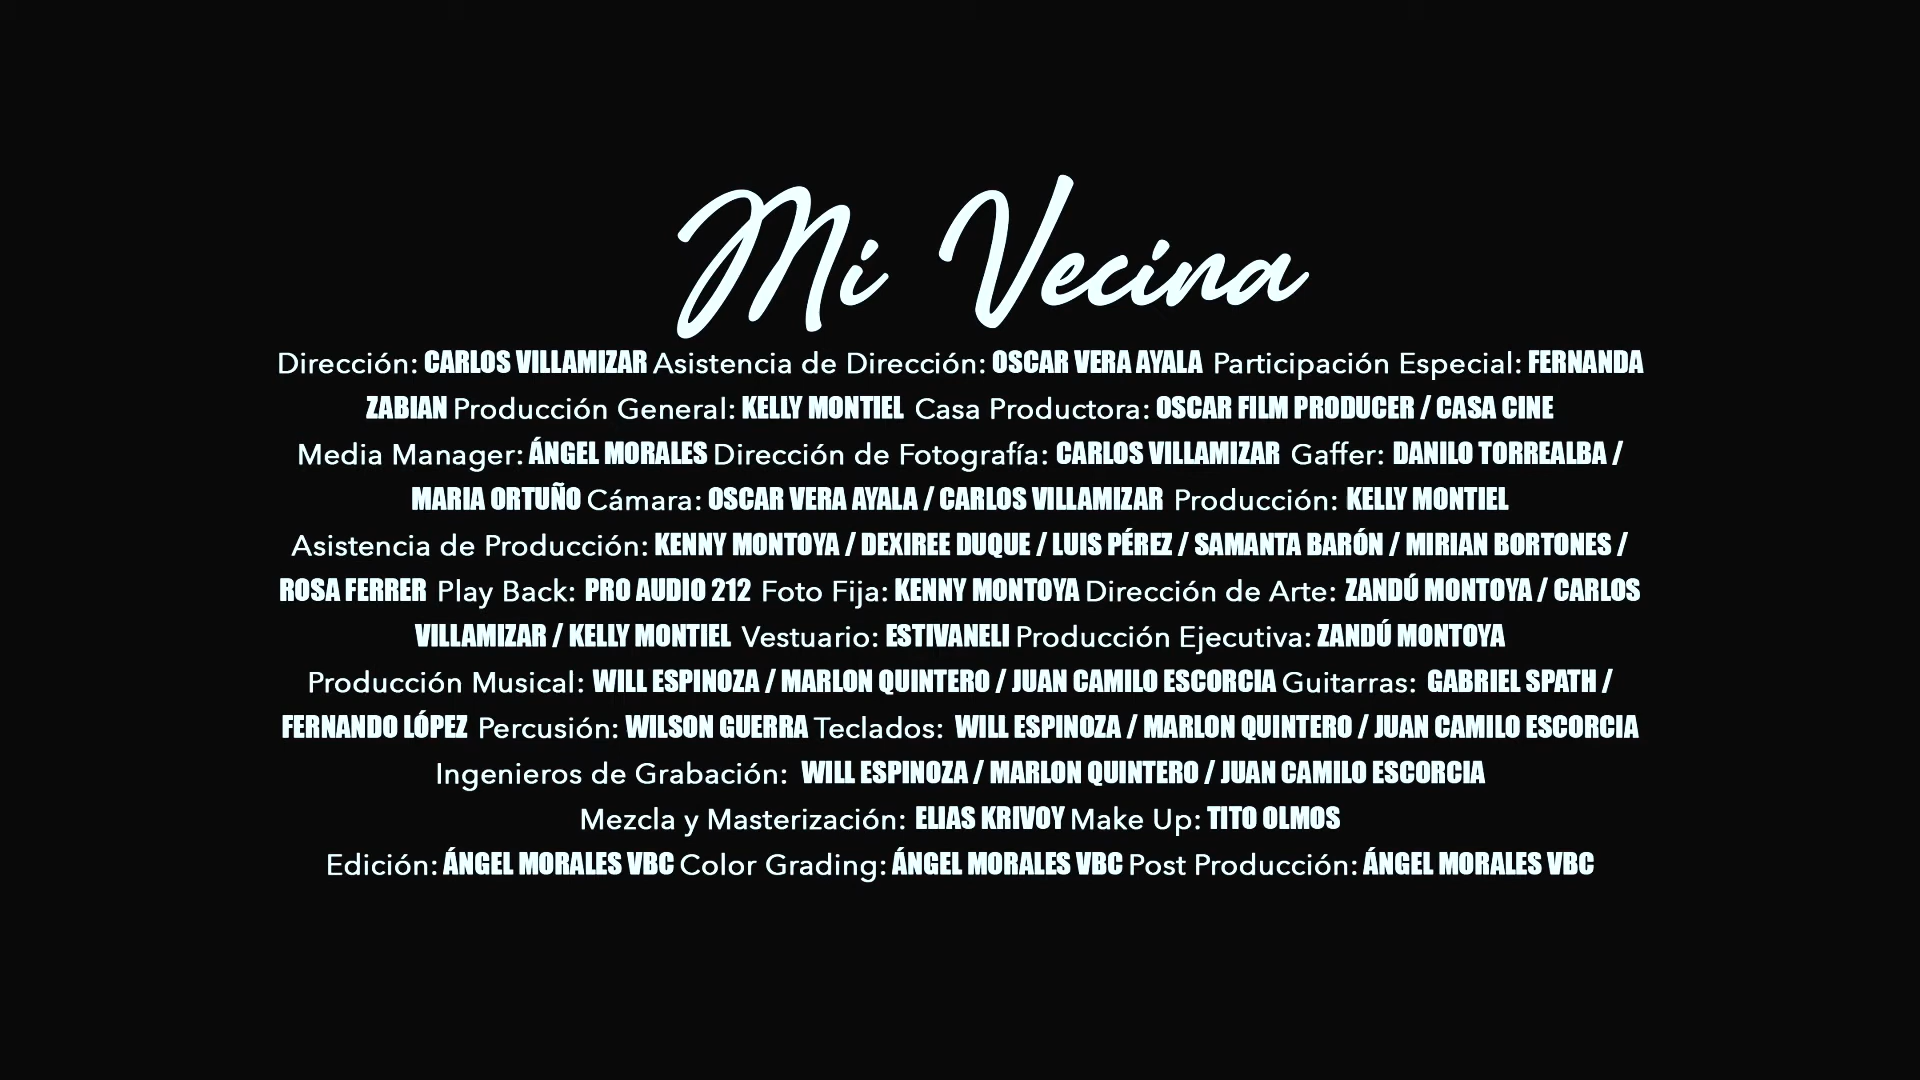 Mi Vecina
Dirección: CARLOS VILLAMIZAR Asistencia de Dirección: OSCAR VERA AYALA Participación Especial: FERNANDA
ZABIAN Producción General: KELLY MONTIEL Casa Productora: OSCAR FILM PRODUCER / CASA CINE
Media Manager: ÁNGEL MORALES Dirección de Fotografía: CARLOS VILLAMIZAR Gaffer: DANILO TORREALBA /
MARIA ORTUÑO Cámara: OSCAR VERA AYALA / CARLOS VILLAMIZAR Producción: KELLY MONTIEL
Asistencia de Producción: KENNY MONTOYA / DEXIREE DUQUE / LUIS PÉREZ / SAMANTA BARÓN / MIRIAN BORTONES /
ROSA FERRER Play Back: PRO AUDIO 212 Foto Fija: KENNY MONTOYA Dirección de Arte: ZANDÚ MONTOYA / CARLOS
VILLAMIZAR / KELLY MONTIEL Vestuario: ESTIVANELI Producción Ejecutiva: ZANDÚ MONTOYA
Producción Musical: WILL ESPINOZA / MARLON QUINTERO / JUAN CAMILO ESCORCIA Guitarras: GABRIEL SPATH /
FERNANDO LÓPEZ Percusión: WILSON GUERRA Teclados: WILL ESPINOZA / MARLON QUINTERO / JUAN CAMILO ESCORCIA
Ingenieros de Grabación: WILL ESPINOZA / MARLON QUINTERO / JUAN CAMILO ESCORCIA
Mezcla y Masterización: ELIAS KRIVOY Make Up: TITO OLMOS
Edición: ÁNGEL MORALES VBC Color Grading: ÁNGEL MORALES VBC Post Producción: ÁNGEL MORALES VBC